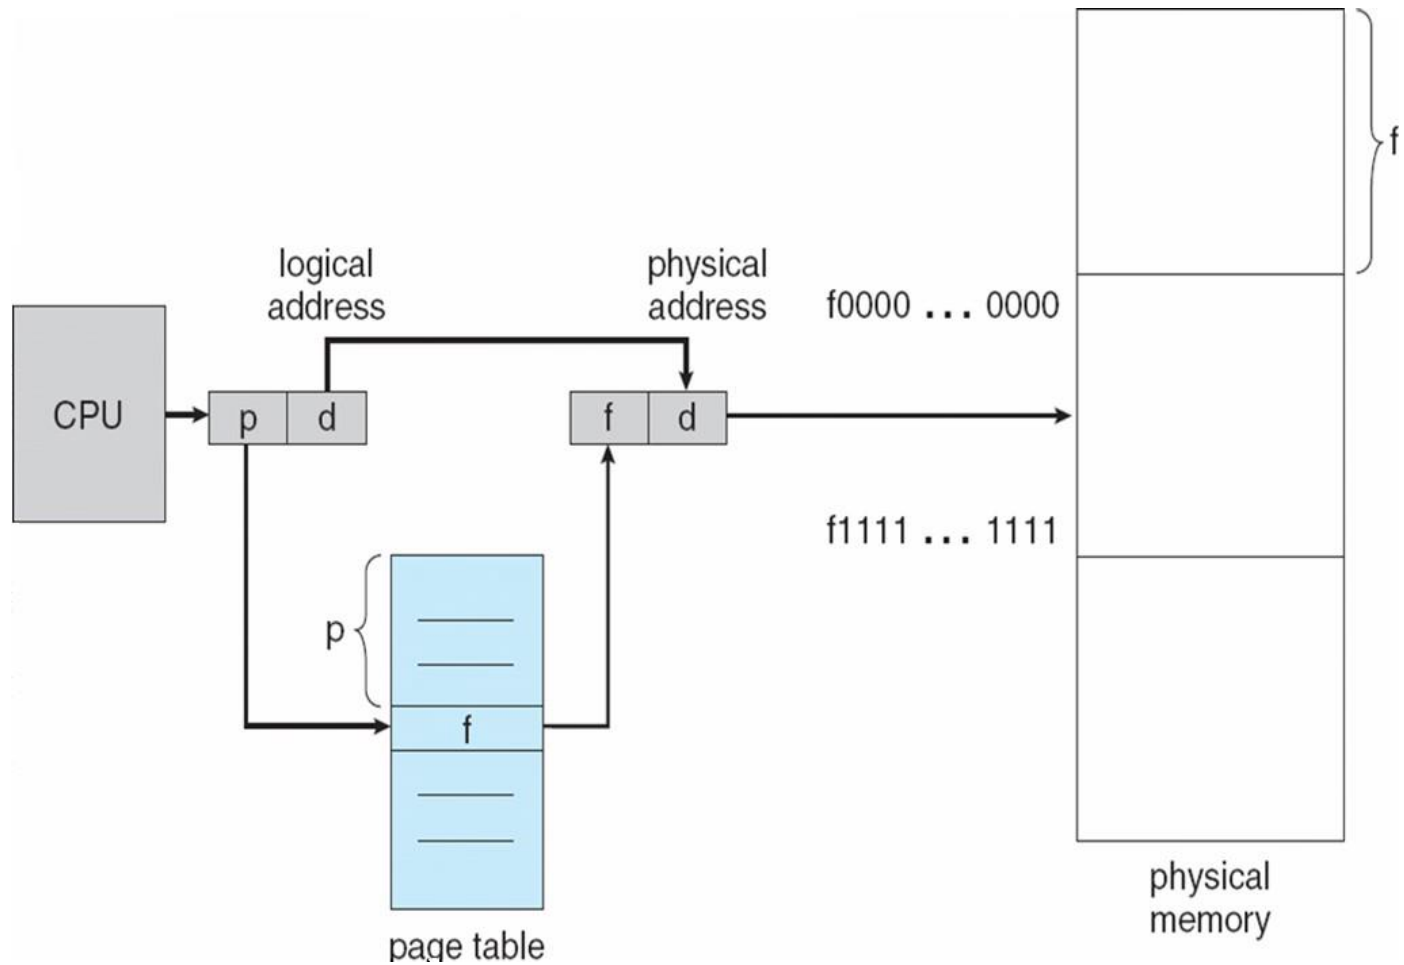 f
logical
address
physical
address
f0000 ... 0000
CPU
p
d
f
d
f1111 ... 1111
p
f
physical
memory
page table